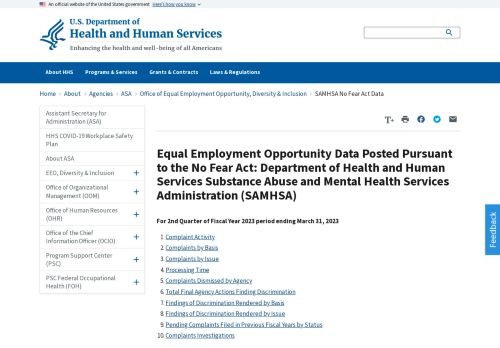 An official website of the United States government Here's how you know
U.S. Department of
Health and Human Services
Enhancing the health and well-being of all Americans
About HHS Programs & Services Grants & Contracts Laws & Regulations
Home > About > Agencies > ASA > Office of Equal Employment Opportunity, Diversity & Inclusion > SAMHSA No Fear Act Data
Assistant Secretary for
Administration (ASA)
HHS COVID-19 Workplace Safety
Plan
About ASA
EEO, Diversity & Inclusion +
Office of Organizational
Management (OOM) +
Office of Human Resources
(OHR) +
Office of the Chief
Information Officer (OCIO) +
Program Support Center
(PSC) +
PSC Federal Occupational
Health (FOH) +
T+
Equal Employment Opportunity Data Posted Pursuant
to the No Fear Act: Department of Health and Human
Services Substance Abuse and Mental Health Services
Administration (SAMHSA)
For 2nd Quarter of Fiscal Year 2023 period ending March 31, 2023
1. Complaint Activity
2. Complaints by Basis
3. Complaints by Issue
4. Processing Time
5. Complaints Dismissed by Agency
6. Total Final Agency Actions Finding Discrimination
7. Findings of Discrimination Rendered by Basis
8. Findings of Discrimination Rendered by Issue
9. Pending Complaints Filed in Previous Fiscal Years by Status
10. Complaints Investigations
Feedback